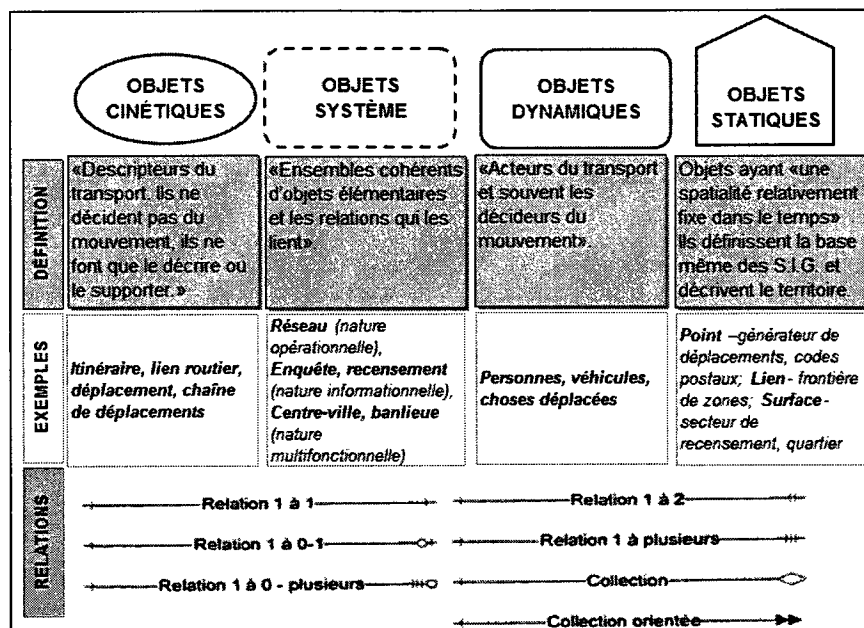 OBJETS
CINÉTIQUES
OBJETS
SYSTÈME
OBJETS
DYNAMIQUES
OBJETS
STATIQUES
DÉFINITION
«Descripteurs du
transport. Ils ne
décident pas du
mouvement, ils ne
font que le décrire ou
le supporter.»
«Ensembles cohérents
d'objets élémentaires
et les relations qui les
lient»
«Acteurs du transport
et souvent les
décideurs du
mouvement».
Objets ayant «une
spatialité relativement
fixe dans le temps»
Ils définissent la base
même des S.I.G. et
décrivent le territoire.
EXEMPLES
Itinéraire, lien routier,
déplacement, chaîne
de déplacements
Réseau (nature
opérationnelle),
Enquête, recensement
(nature informationnelle),
Centre-ville, banlieue
(nature
multifonctionnelle)
Personnes, véhicules,
choses déplacées
Point –générateur de
déplacements, codes
postaux; Lien - frontière
de zones; Surface -
secteur de
recensement, quartier
RELATIONS
Relation 1 à 1
Relation 1 à 2
Relation 1 à 0-1
Relation 1 à plusieurs
Relation 1 à 0 - plusieurs
Collection
Collection orientée